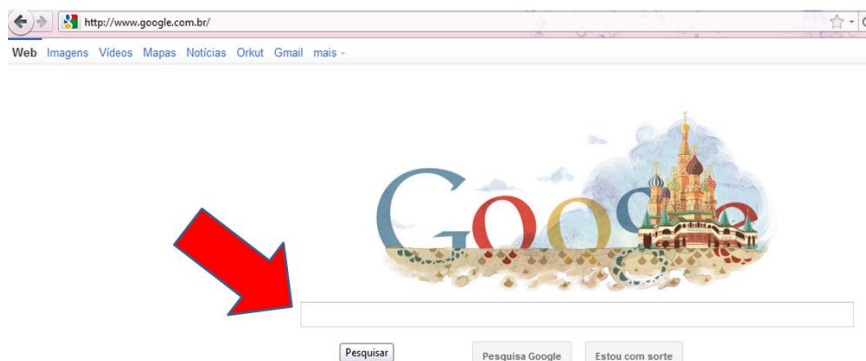 http://www.google.com.br/
Web Imagens Vídeos Mapas Notícias Orkut Gmail mais
Google
Pesquisar Pesquisa Google Estou com sorte